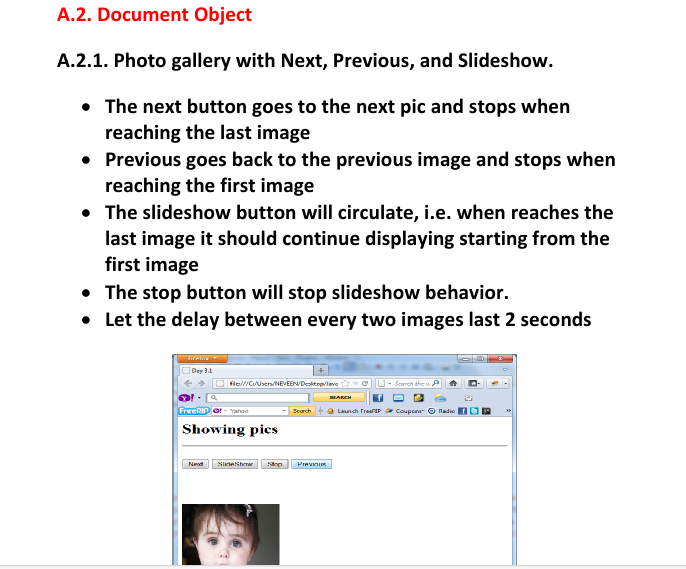 A.2. Document Object
A.2.1. Photo gallery with Next, Previous, and Slideshow.
• The next button goes to the next pic and stops when
reaching the last image
• Previous goes back to the previous image and stops when
reaching the first image
• The slideshow button will circulate, i.e. when reaches the
last image it should continue displaying starting from the
first image
• The stop button will stop slideshow behavior.
• Let the delay between every two images last 2 seconds
Firefox
Day 3.1
file:///C:/Users/NEVEEN/Desktop/Java
Search the w
SEARCH
FreeRIP Yahoo Search Launch FreeRIP Coupons Radio
Showing pics
Next SlideShow Stop Previous